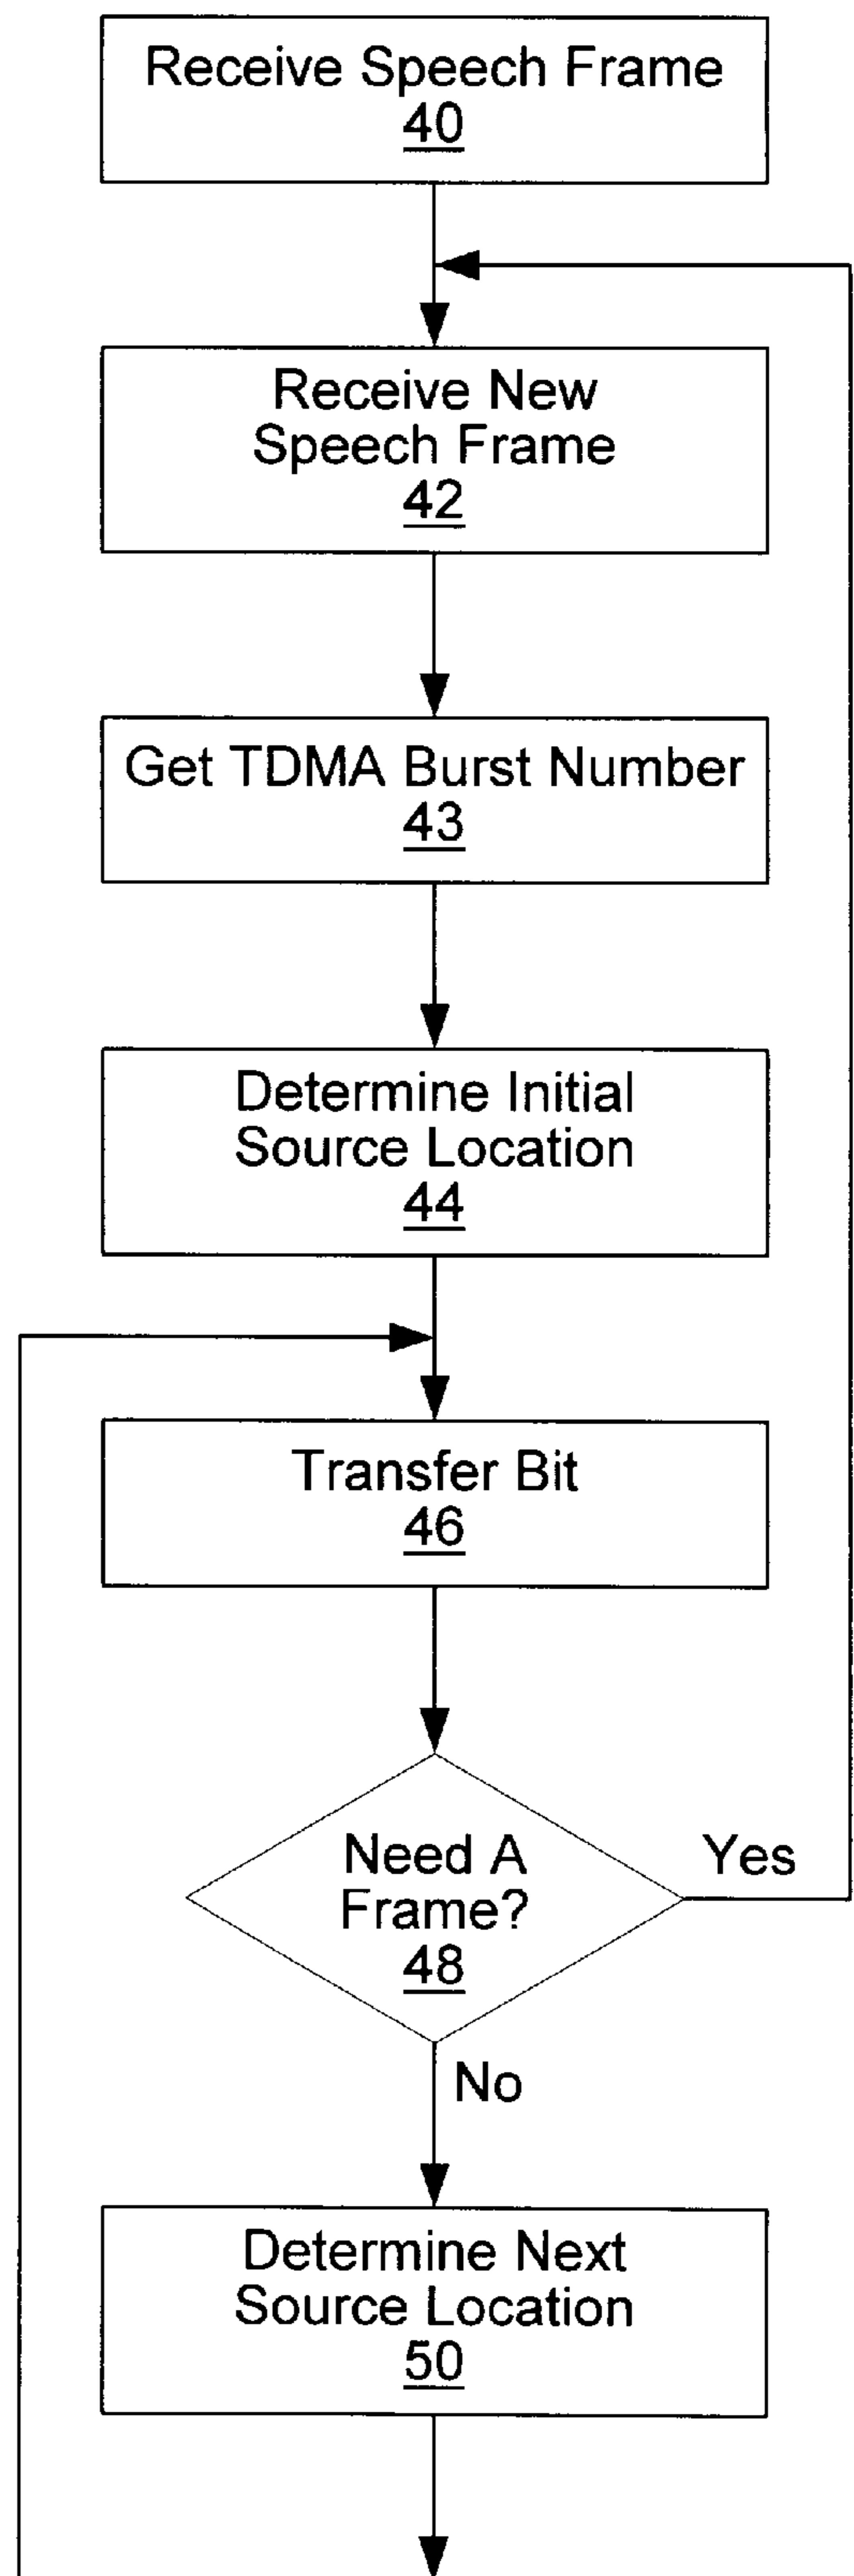 Receive Speech Frame
40
Receive New
Speech Frame
42
Get TDMA Burst Number
43
Determine Initial
Source Location
44
Transfer Bit
46
Need A
Frame?
48
Yes
No
Determine Next
Source Location
50